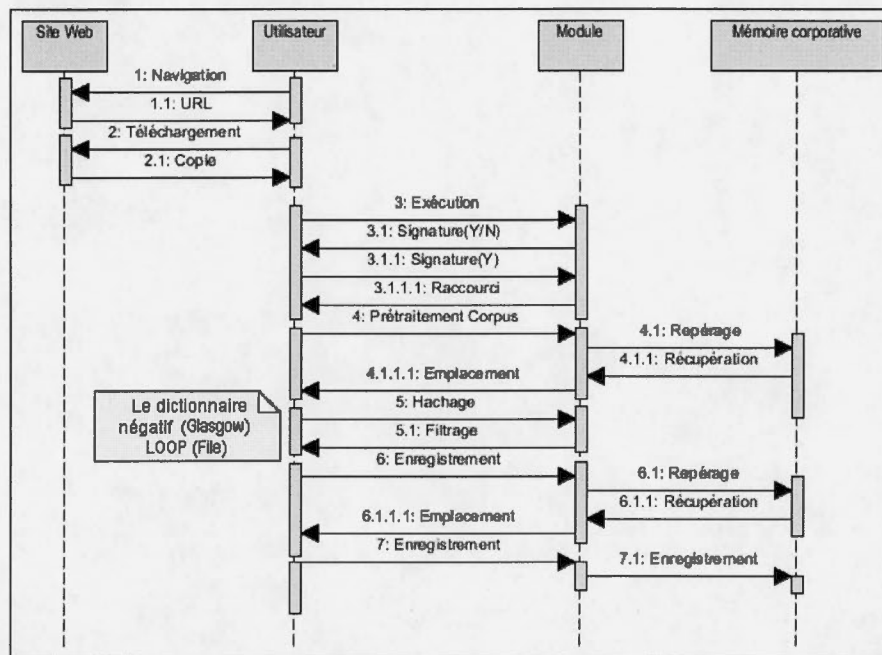 Site Web
Utilisateur
Module
Mémoire corporative
1: Navigation
1.1: URL
2: Téléchargement
2.1: Copie
3: Exécution
3.1: Signature(Y/N)
3.1.1: Signature(Y)
3.1.1.1: Raccourci
4: Prétraitement Corpus
4.1: Repérage
4.1.1: Récupération
4.1.1.1: Emplacement
Le dictionnaire
négatif (Glasgow)
LOOP (File)
5: Hachage
5.1: Filtrage
6: Enregistrement
6.1: Repérage
6.1.1: Récupération
6.1.1.1: Emplacement
7: Enregistrement
7.1: Enregistrement